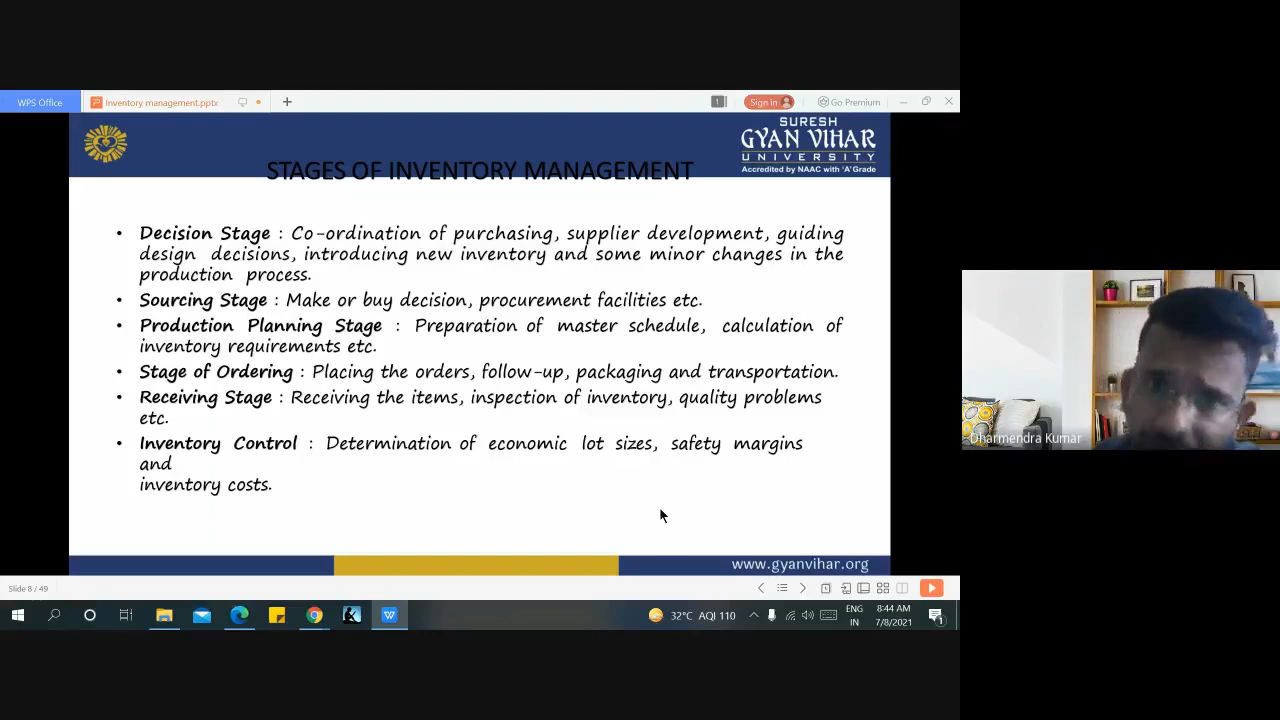 WPS Office
Inventory management.pptx
1
Sign in
Go Premium
SURESH
GYAN VIHAR
UNIVERSITY
Accredited by NAAC with 'A' Grade
STAGES OF INVENTORY MANAGEMENT
• Decision Stage : Co-ordination of purchasing, supplier development, guiding
design decisions, introducing new inventory and some minor changes in the
production process.
• Sourcing Stage : Make or buy decision, procurement facilities etc.
• Production Planning Stage : Preparation of master schedule, calculation of
inventory requirements etc.
• Stage of Ordering : Placing the orders, follow-up, packaging and transportation.
• Receiving Stage : Receiving the items, inspection of inventory, quality problems
etc.
• Inventory Control : Determination of economic lot sizes, safety margins
and
inventory costs.
Dharmendra Kumar
www.gyanvihar.org
Slide 8 / 49
32°C AQI 110
ENG
IN
8:44 AM
7/8/2021
1